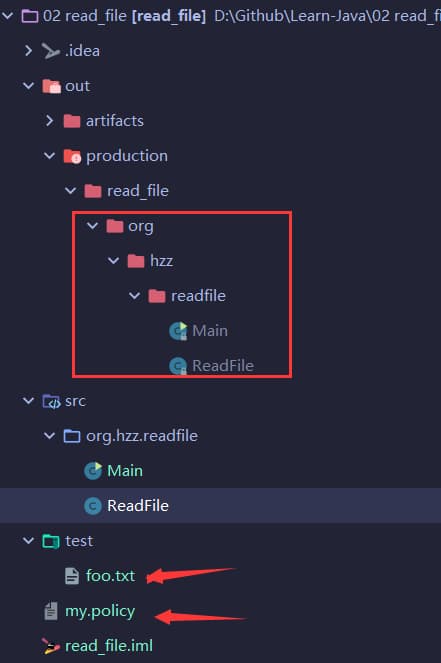 02 read_file [read_file] D:\Github\Learn-Java\02 read_fi
.idea
out
artifacts
production
read_file
org
hzz
readfile
Main
ReadFile
src
org.hzz.readfile
Main
ReadFile
test
foo.txt
my.policy
read_file.iml